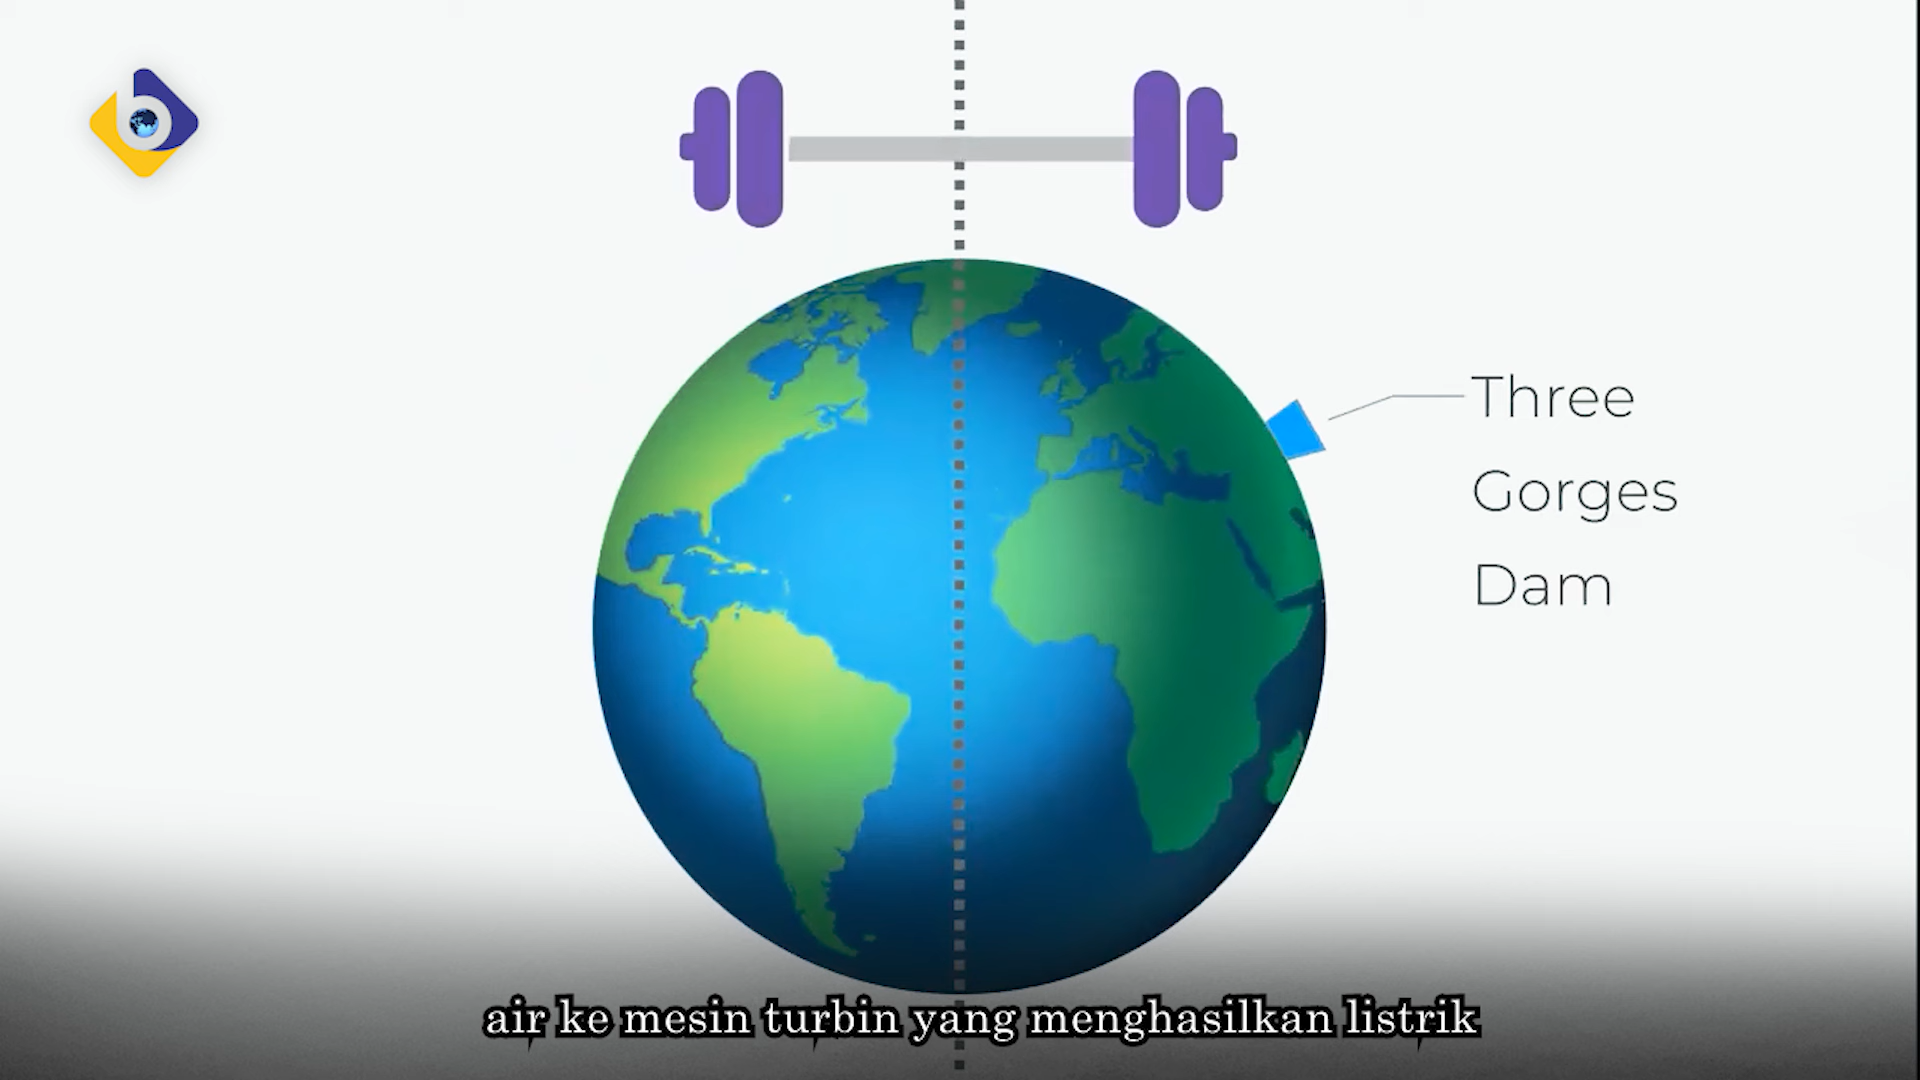 Three
Gorges
Dam
air ke mesin turbin yang menghasilkan listrik